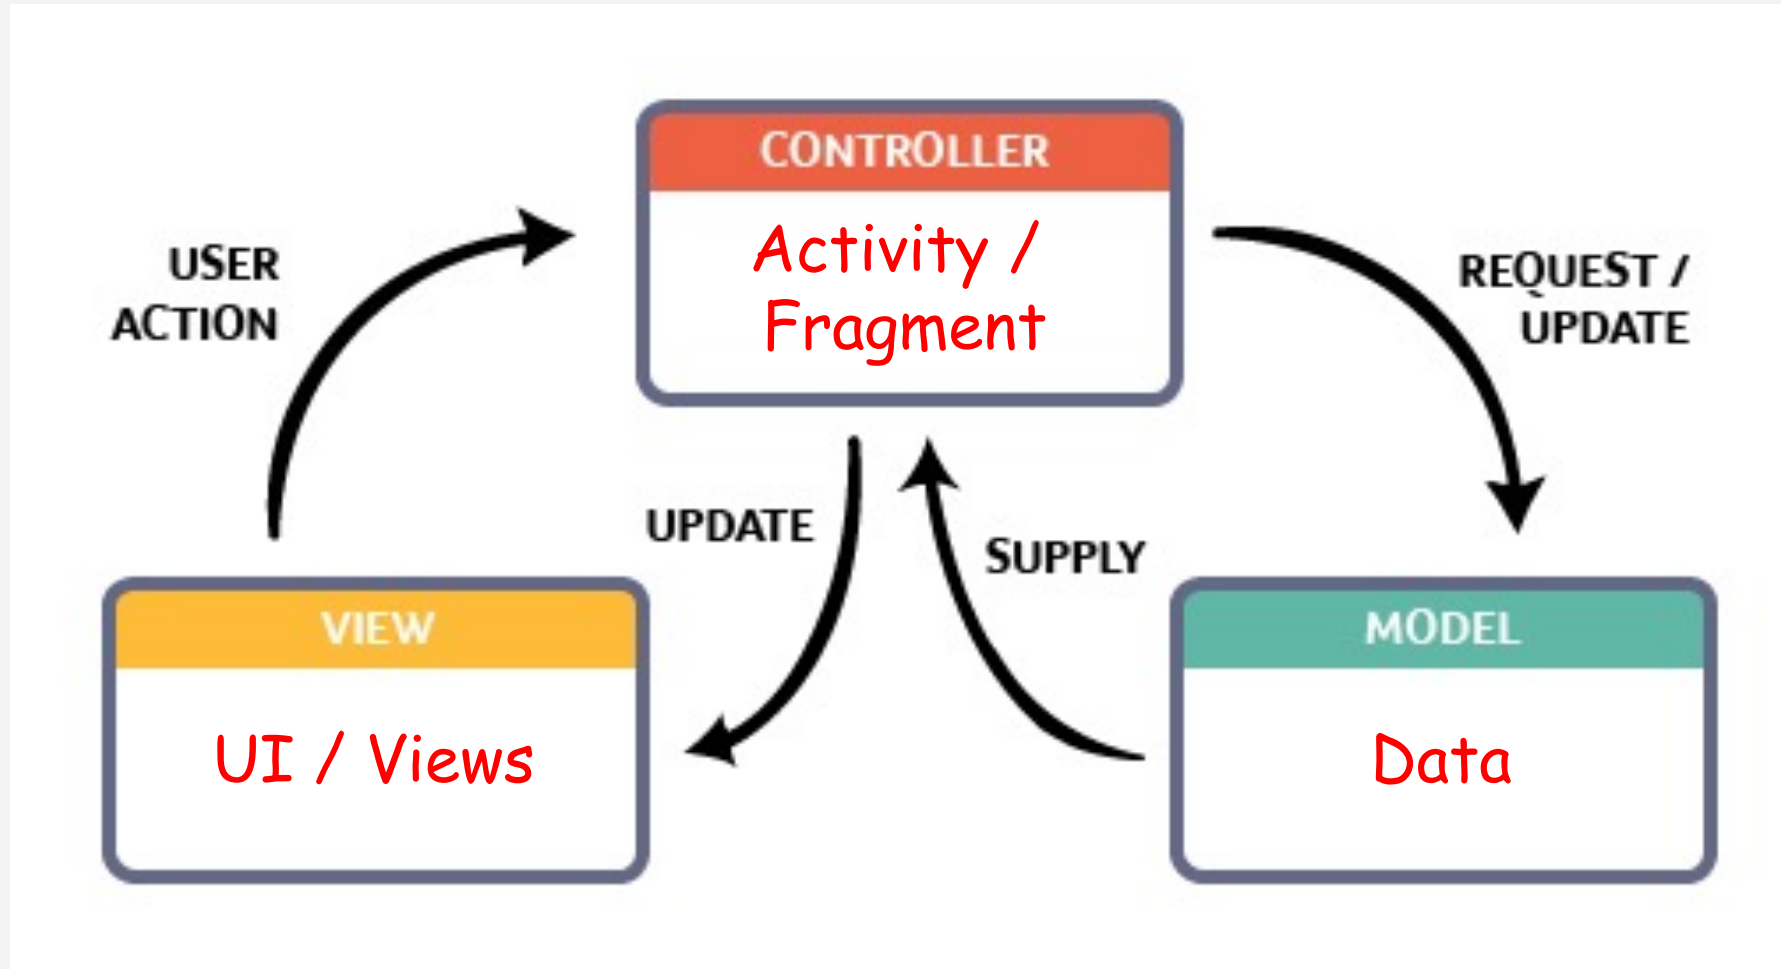 CONTROLLER
Activity /
Fragment
USER
ACTION
REQUEST /
UPDATE
UPDATE
SUPPLY
VIEW
UI / Views
MODEL
Data